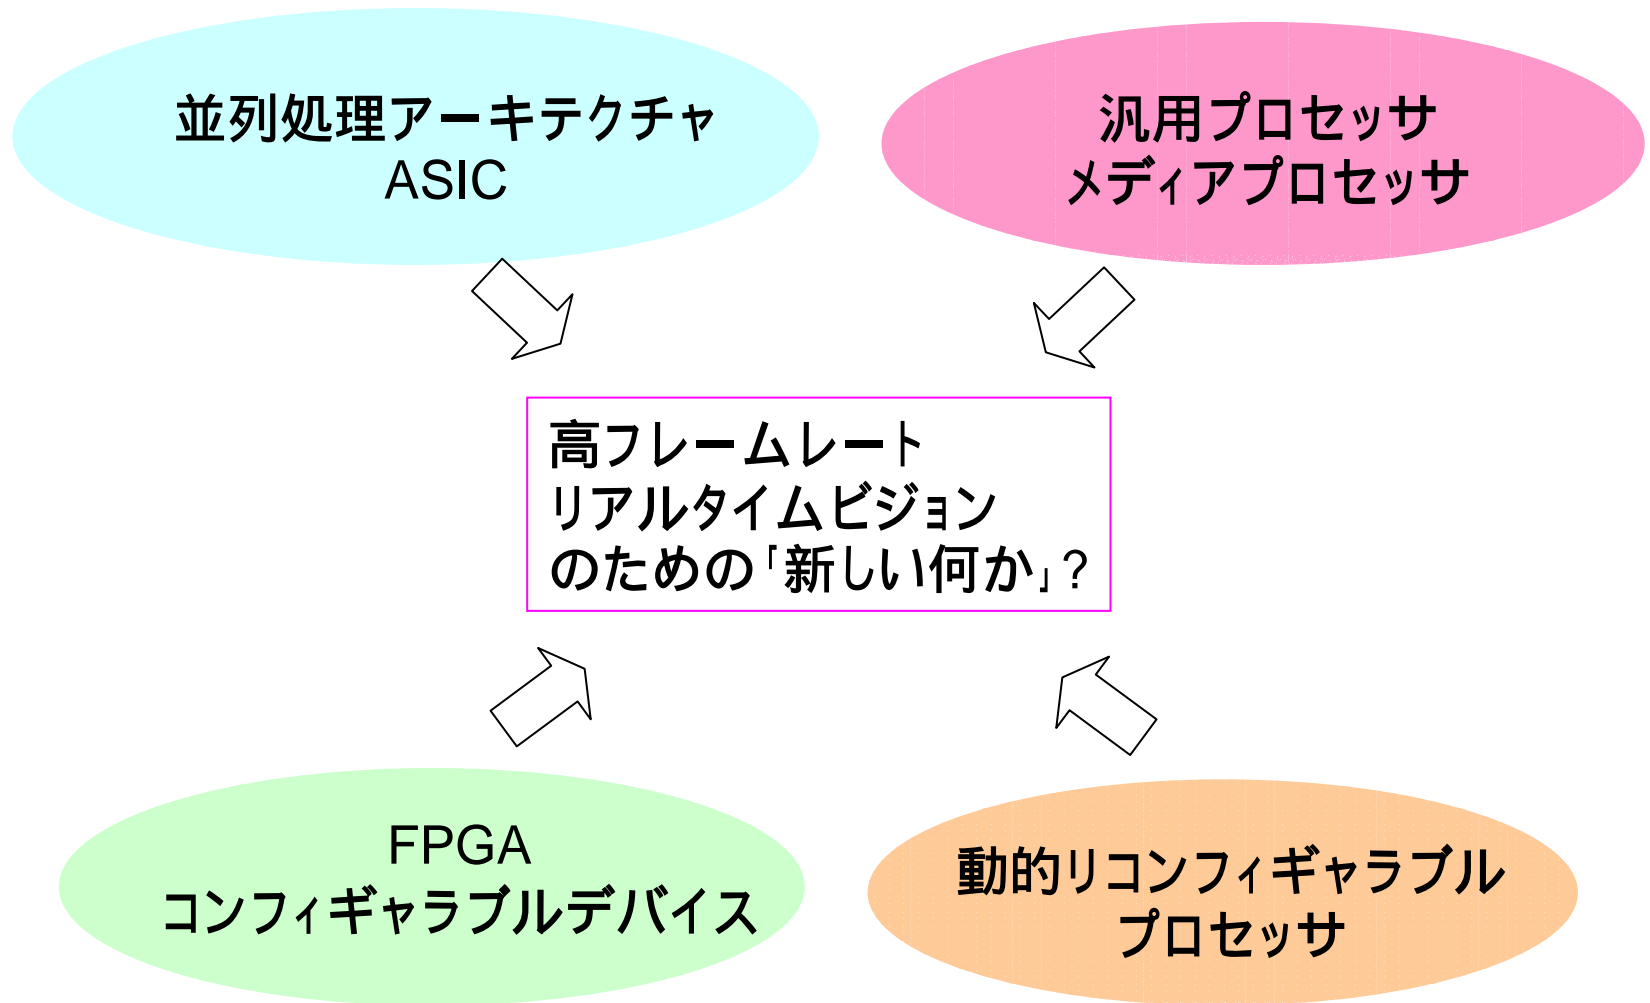 並列処理アーキテクチャ
ASIC
汎用プロセッサ
メディアプロセッサ
高フレームレート
リアルタイムビジョン
のための「新しい何か」?
FPGA
コンフィギャラブルデバイス
動的リコンフィギャラブル
プロセッサ